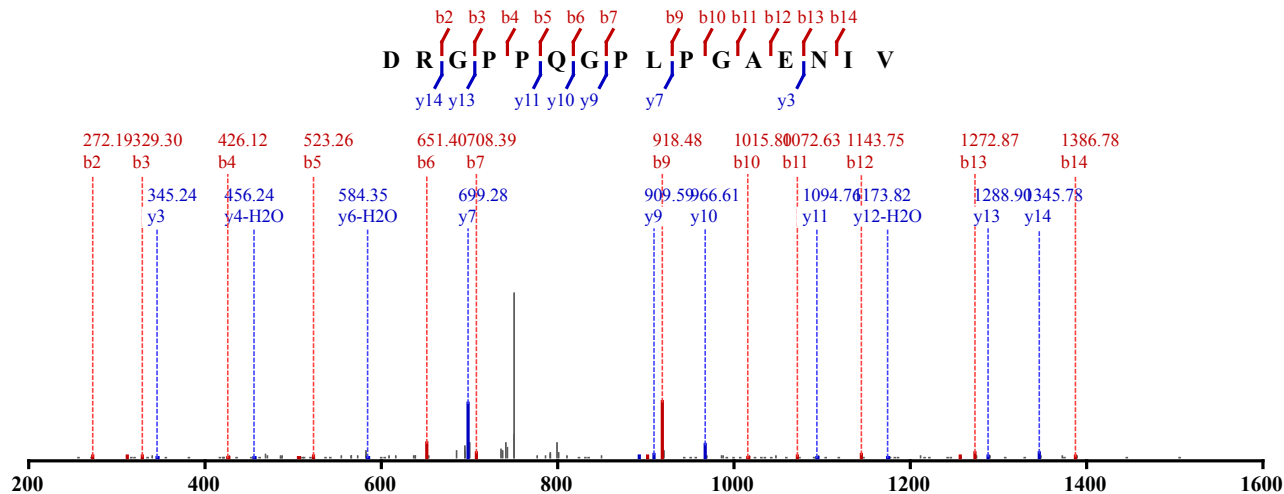 b2 b3 b4 b5 b6 b7 b9 b10 b11 b12 b13 b14
D R G P P Q G P L P G A E N I V
y14 y13 y11 y10 y9 y7 y3
272.19 329.30 426.12 523.26 651.40 708.39 918.48 1015.80 1072.63 1143.75 1272.87 1386.78
b2 b3 b4 b5 b6 b7 b9 b10 b11 b12 b13 b14
345.24 456.24 584.35 699.28 909.59 966.61 1094.76 1173.82 1288.90 1345.78
y3 y4-H2O y6-H2O y7 y9 y10 y11 y12-H2O y13 y14
200 400 600 800 1000 1200 1400 1600